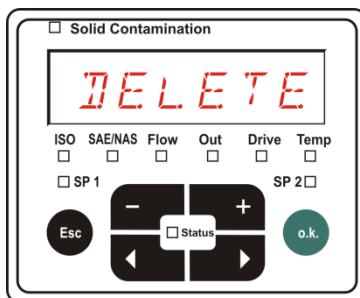 Solid Contamination
DELETE
ISO SAE/NAS Flow Out Drive Temp
SP 1 SP 2
- +
Esc Status o.k.